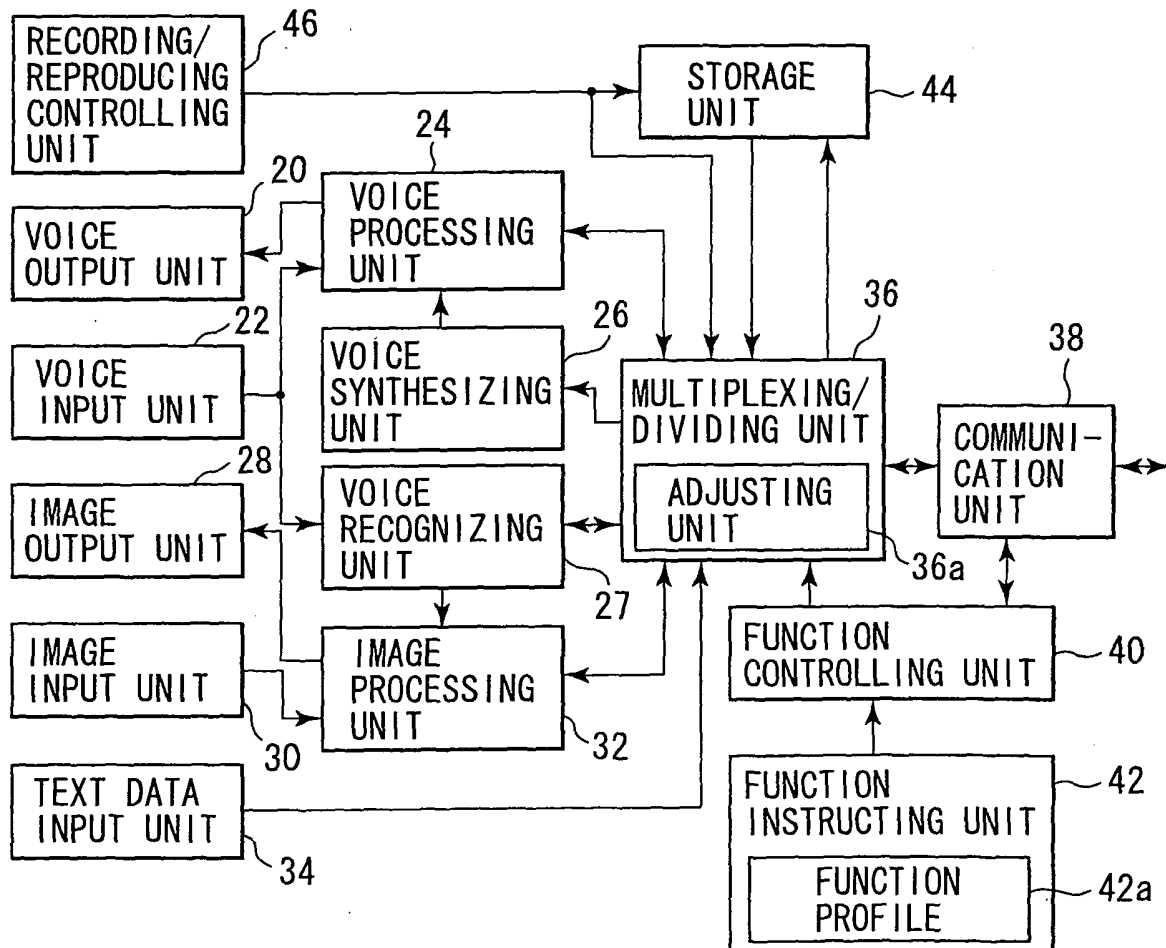 RECORDING/
REPRODUCING
CONTROLLING
UNIT
46
STORAGE
UNIT
44
20
24
VOICE
OUTPUT UNIT
VOICE
PROCESSING
UNIT
22
VOICE
INPUT UNIT
26
VOICE
SYNTHESIZING
UNIT
36
MULTIPLEXING/
DIVIDING UNIT
ADJUSTING
UNIT
36a
38
COMMUNI-
CATION
UNIT
28
IMAGE
OUTPUT UNIT
VOICE
RECOGNIZING
UNIT
27
IMAGE
INPUT UNIT
30
IMAGE
PROCESSING
UNIT
32
FUNCTION
CONTROLLING UNIT
40
TEXT DATA
INPUT UNIT
34
FUNCTION
INSTRUCTING UNIT
42
FUNCTION
PROFILE
42a